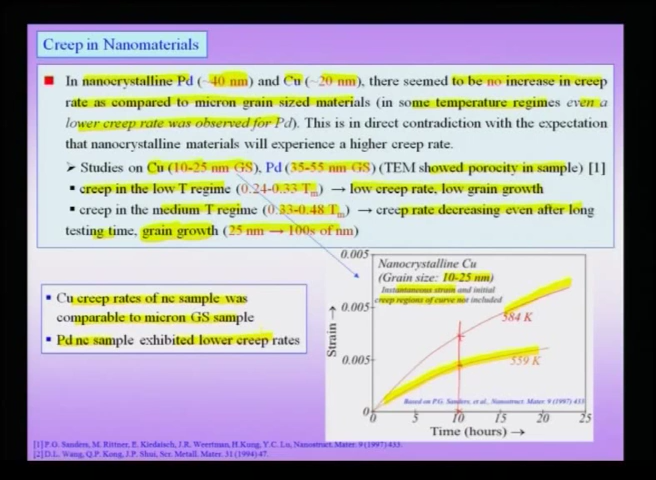 Creep in Nanomaterials
In nanocrystalline Pd (~40 nm) and Cu (~20 nm), there seemed to be no increase in creep
rate as compared to micron grain sized materials (in some temperature regimes even a
lower creep rate was observed for Pd). This is in direct contradiction with the expectation
that nanocrystalline materials will experience a higher creep rate.
➢ Studies on Cu (10-25 nm GS), Pd (35-55 nm GS) (TEM showed porocity in sample) [1]
▪ creep in the low T regime (0.24-0.33 Tm) → low creep rate, low grain growth
▪ creep in the medium T regime (0.33-0.48 Tm) → creep rate decreasing even after long
testing time, grain growth (25 nm → 100s of nm)
▪ Cu creep rates of nc sample was
comparable to micron GS sample
▪ Pd nc sample exhibited lower creep rates
0.005
Nanocrystalline Cu
(Grain size: 10-25 nm)
Instantaneous strain and initial
creep regions of curve not included
0.005
584 K
Strain →
0.005
559 K
Based on P.G. Sanders, et al., Nanostruct. Mater. 9 (1997) 433
0
0 5 10 15 20 25
Time (hours) →
[1] P.G. Sanders, M. Rittner, E. Kiedaisch, J.R. Weertman, H.Kung, Y.C. Lu, Nanostruct. Mater. 9 (1997) 433.
[2] D.L. Wang, Q.P. Kong, J.P. Shui, Scr. Metall. Mater. 31 (1994) 47.